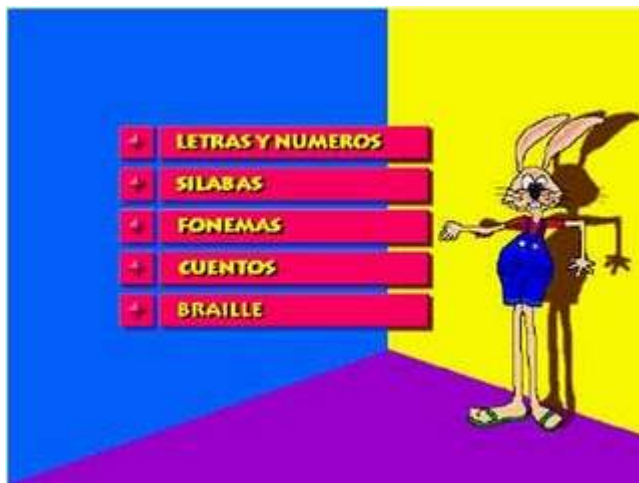 LETRAS Y NUMEROS
SILABAS
FONEMAS
CUENTOS
BRAILLE